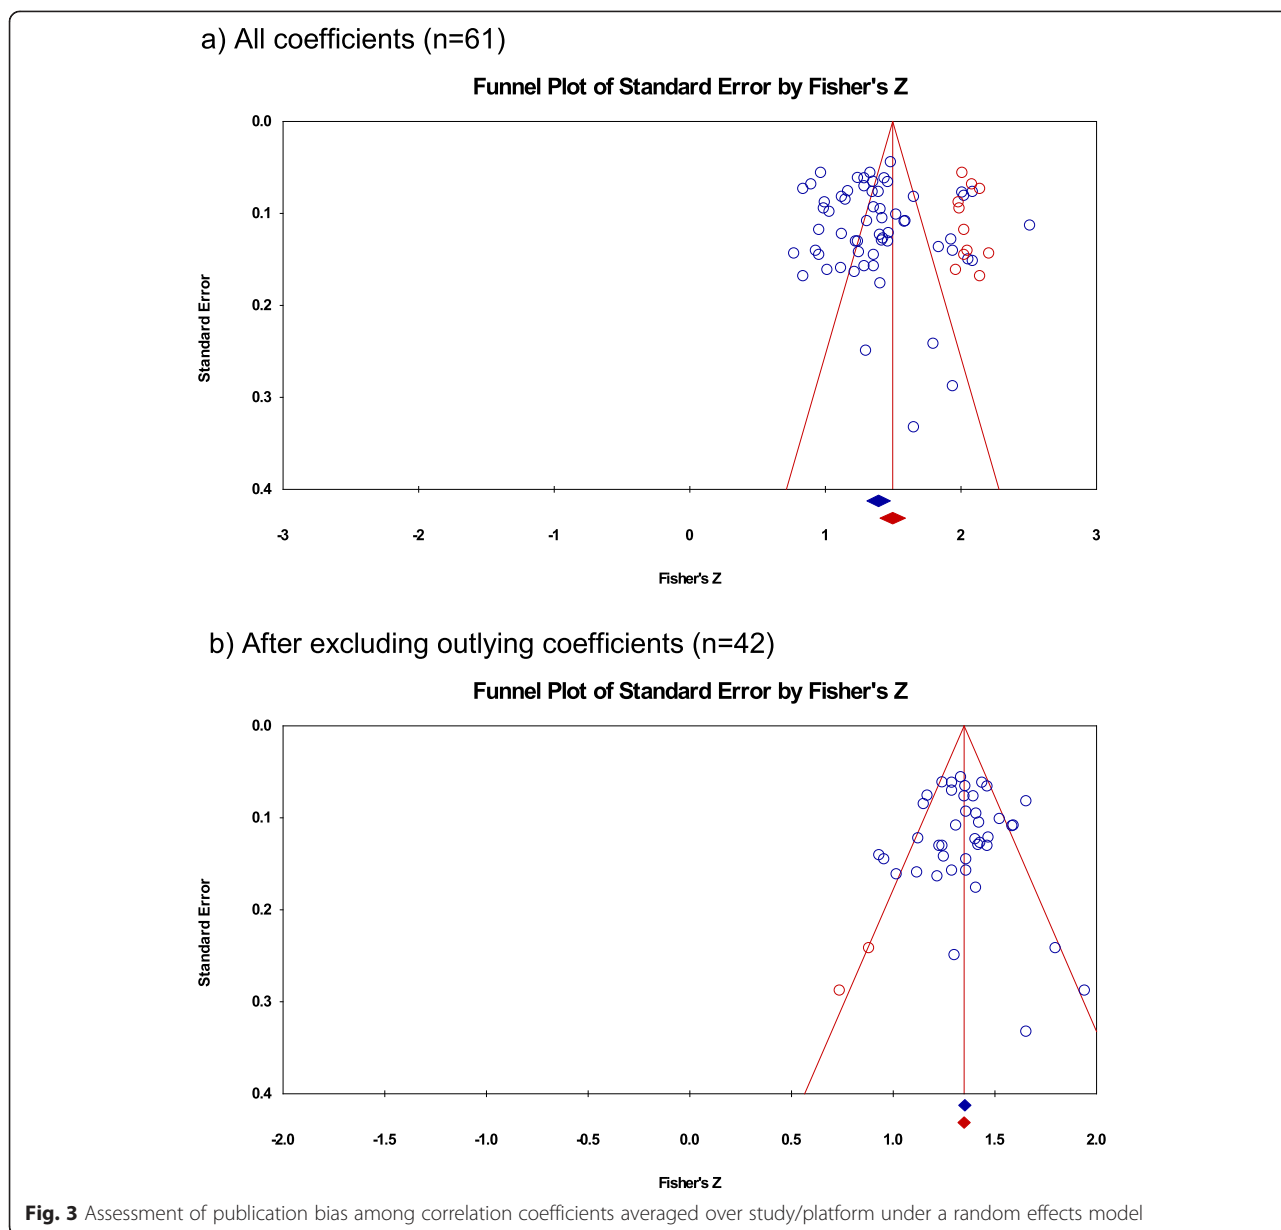 a) All coefficients (n=61)
Funnel Plot of Standard Error by Fisher's Z
0.0
0.1
0.2
0.3
0.4
Standard Error
-3 -2 -1 0 1 2 3
Fisher's Z
b) After excluding outlying coefficients (n=42)
Funnel Plot of Standard Error by Fisher's Z
0.0
0.1
0.2
0.3
0.4
Standard Error
-2.0 -1.5 -1.0 -0.5 0.0 0.5 1.0 1.5 2.0
Fisher's Z
Fig. 3 Assessment of publication bias among correlation coefficients averaged over study/platform under a random effects model